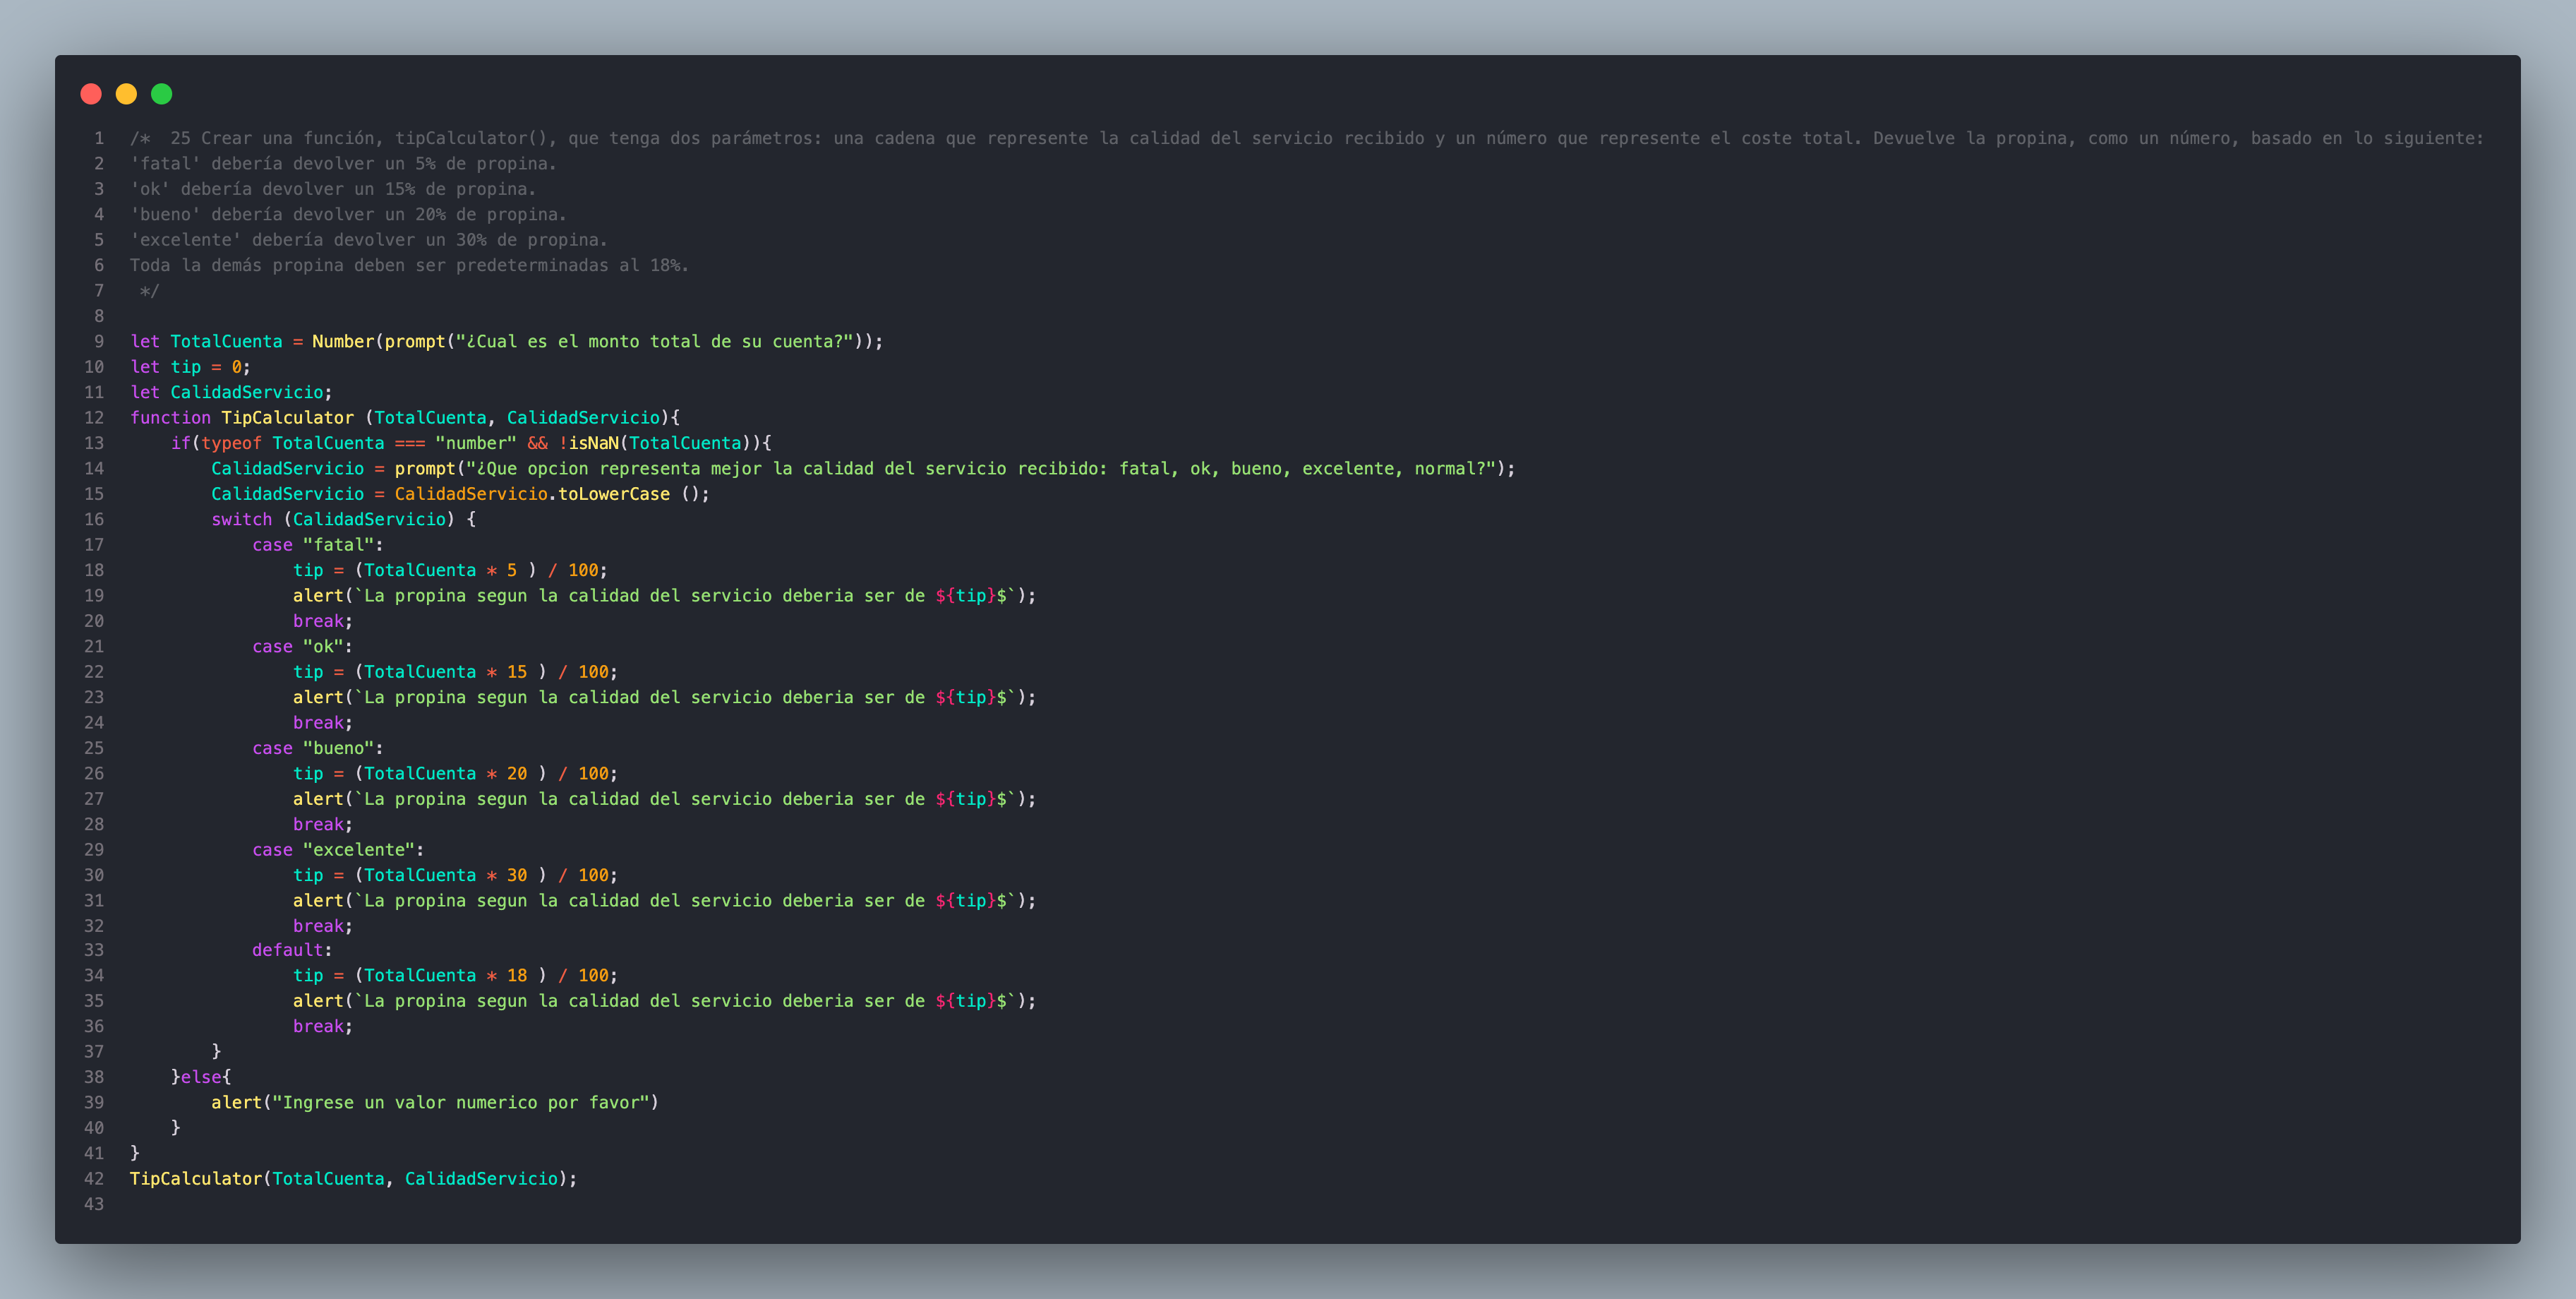 1 /*  25 Crear una función, tipCalculator(), que tenga dos parámetros: una cadena que represente la calidad del servicio recibido y un número que represente el coste total. Devuelve la propina, como un número, basado en lo siguiente:
2 'fatal' debería devolver un 5% de propina.
3 'ok' debería devolver un 15% de propina.
4 'bueno' debería devolver un 20% de propina.
5 'excelente' debería devolver un 30% de propina.
6 Toda la demás propina deben ser predeterminadas al 18%.
7  */
8
9 let TotalCuenta = Number(prompt("¿Cual es el monto total de su cuenta?"));
10 let tip = 0;
11 let CalidadServicio;
12 function TipCalculator (TotalCuenta, CalidadServicio){
13     if(typeof TotalCuenta === "number" && !isNaN(TotalCuenta)){
14         CalidadServicio = prompt("¿Que opcion representa mejor la calidad del servicio recibido: fatal, ok, bueno, excelente, normal?");
15         CalidadServicio = CalidadServicio.toLowerCase ();
16         switch (CalidadServicio) {
17             case "fatal":
18                 tip = (TotalCuenta * 5 ) / 100;
19                 alert(`La propina segun la calidad del servicio deberia ser de ${tip}$`);
20                 break;
21             case "ok":
22                 tip = (TotalCuenta * 15 ) / 100;
23                 alert(`La propina segun la calidad del servicio deberia ser de ${tip}$`);
24                 break;
25             case "bueno":
26                 tip = (TotalCuenta * 20 ) / 100;
27                 alert(`La propina segun la calidad del servicio deberia ser de ${tip}$`);
28                 break;
29             case "excelente":
30                 tip = (TotalCuenta * 30 ) / 100;
31                 alert(`La propina segun la calidad del servicio deberia ser de ${tip}$`);
32                 break;
33             default:
34                 tip = (TotalCuenta * 18 ) / 100;
35                 alert(`La propina segun la calidad del servicio deberia ser de ${tip}$`);
36                 break;
37         }
38     }else{
39         alert("Ingrese un valor numerico por favor")
40     }
41 }
42 TipCalculator(TotalCuenta, CalidadServicio);
43